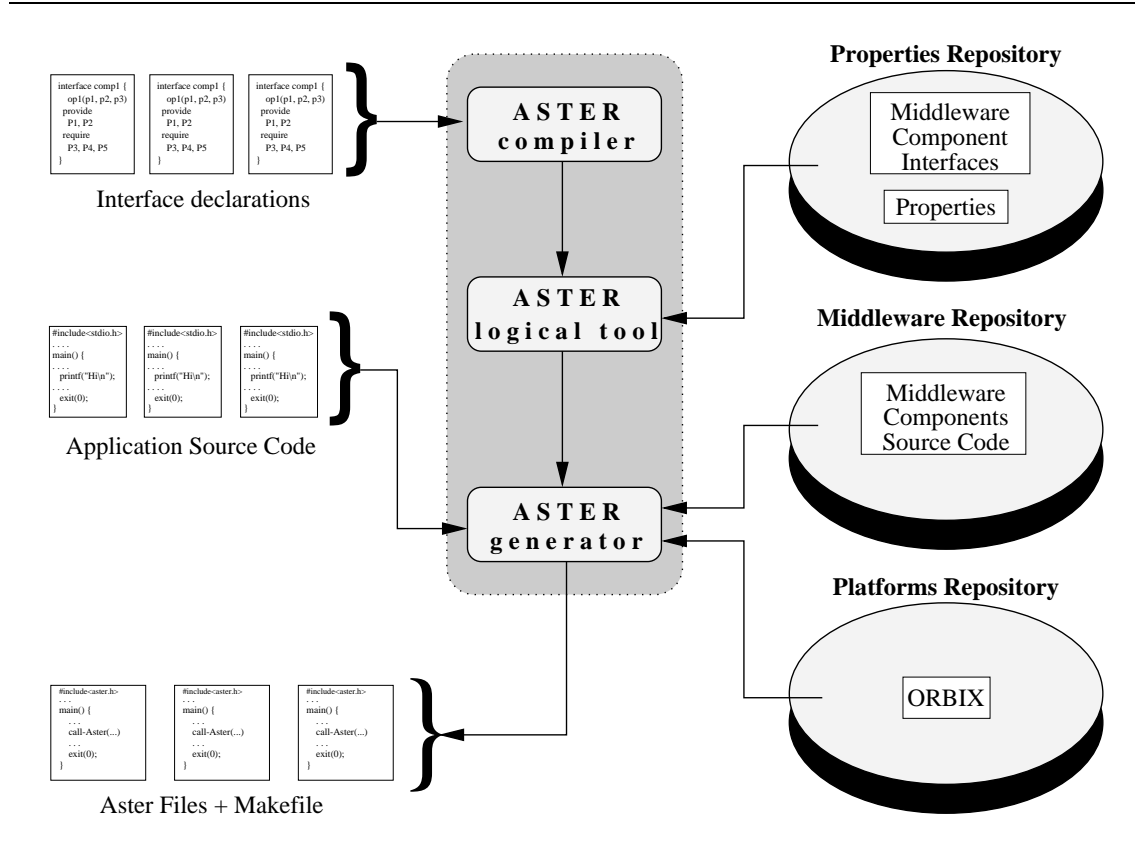 Properties Repository
interface comp1 {
op1(p1, p2, p3)
provide
P1, P2
require
P3, P4, P5
}
interface comp1 {
op1(p1, p2, p3)
provide
P1, P2
require
P3, P4, P5
}
interface comp1 {
op1(p1, p2, p3)
provide
P1, P2
require
P3, P4, P5
}
Interface declarations
ASTER
compiler
Middleware
Component
Interfaces
Properties
ASTER
logical tool
Middleware Repository
#include<stdio.h>
. . . .
main() {
. . . .
printf("Hi\n");
. . . .
exit(0);
}
#include<stdio.h>
. . . .
main() {
. . . .
printf("Hi\n");
. . . .
exit(0);
}
#include<stdio.h>
. . . .
main() {
. . . .
printf("Hi\n");
. . . .
exit(0);
}
Application Source Code
Middleware
Components
Source Code
ASTER
generator
Platforms Repository
ORBIX
#include<aster.h>
. . .
main() {
. . .
call-Aster(...)
. . .
exit(0);
}
#include<aster.h>
. . .
main() {
. . .
call-Aster(...)
. . .
exit(0);
}
#include<aster.h>
. . .
main() {
. . .
call-Aster(...)
. . .
exit(0);
}
Aster Files + Makefile